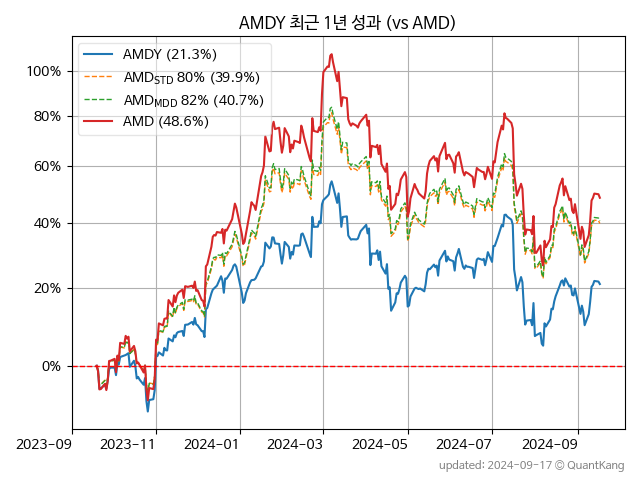 AMDY 최근 1년 성과 (vs AMD)
AMDY (21.3%)
AMD_STD 80% (39.9%)
AMD_MDD 82% (40.7%)
AMD (48.6%)
100%
80%
60%
40%
20%
0%
2023-09 2023-11 2024-01 2024-03 2024-05 2024-07 2024-09
updated: 2024-09-17 © QuantKang